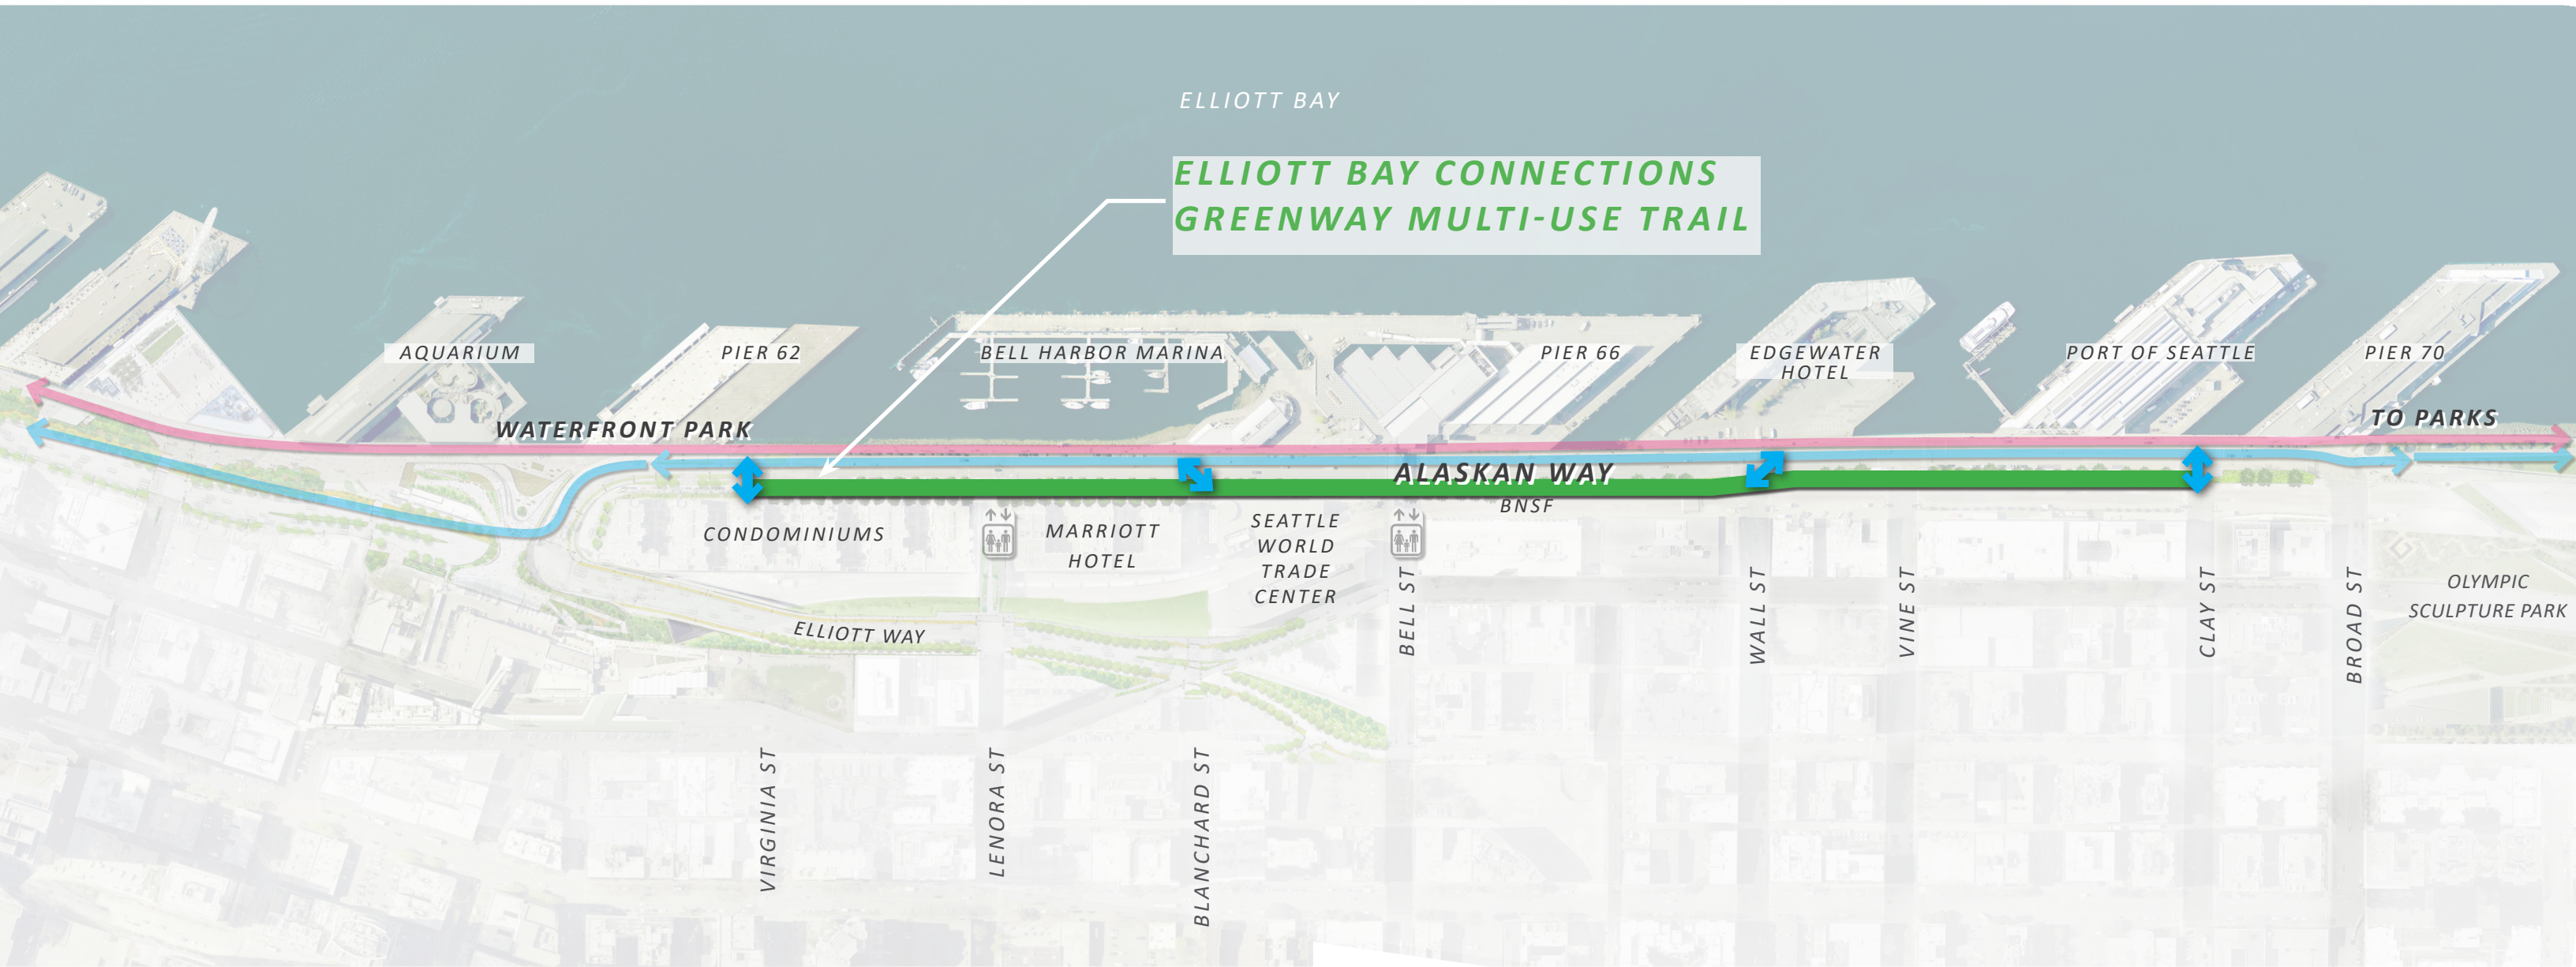 ELLIOTT BAY
ELLIOTT BAY CONNECTIONS
GREENWAY MULTI-USE TRAIL
AQUARIUM
PIER 62
BELL HARBOR MARINA
PIER 66
EDGEWATER
HOTEL
PORT OF SEATTLE
PIER 70
WATERFRONT PARK
TO PARKS
ALASKAN WAY
BNSF
CONDOMINIUMS
MARRIOTT
HOTEL
SEATTLE
WORLD
TRADE
CENTER
OLYMPIC
SCULPTURE PARK
ELLIOTT WAY
BELL ST
WALL ST
VINE ST
CLAY ST
BROAD ST
VIRGINIA ST
LENORA ST
BLANCHARD ST